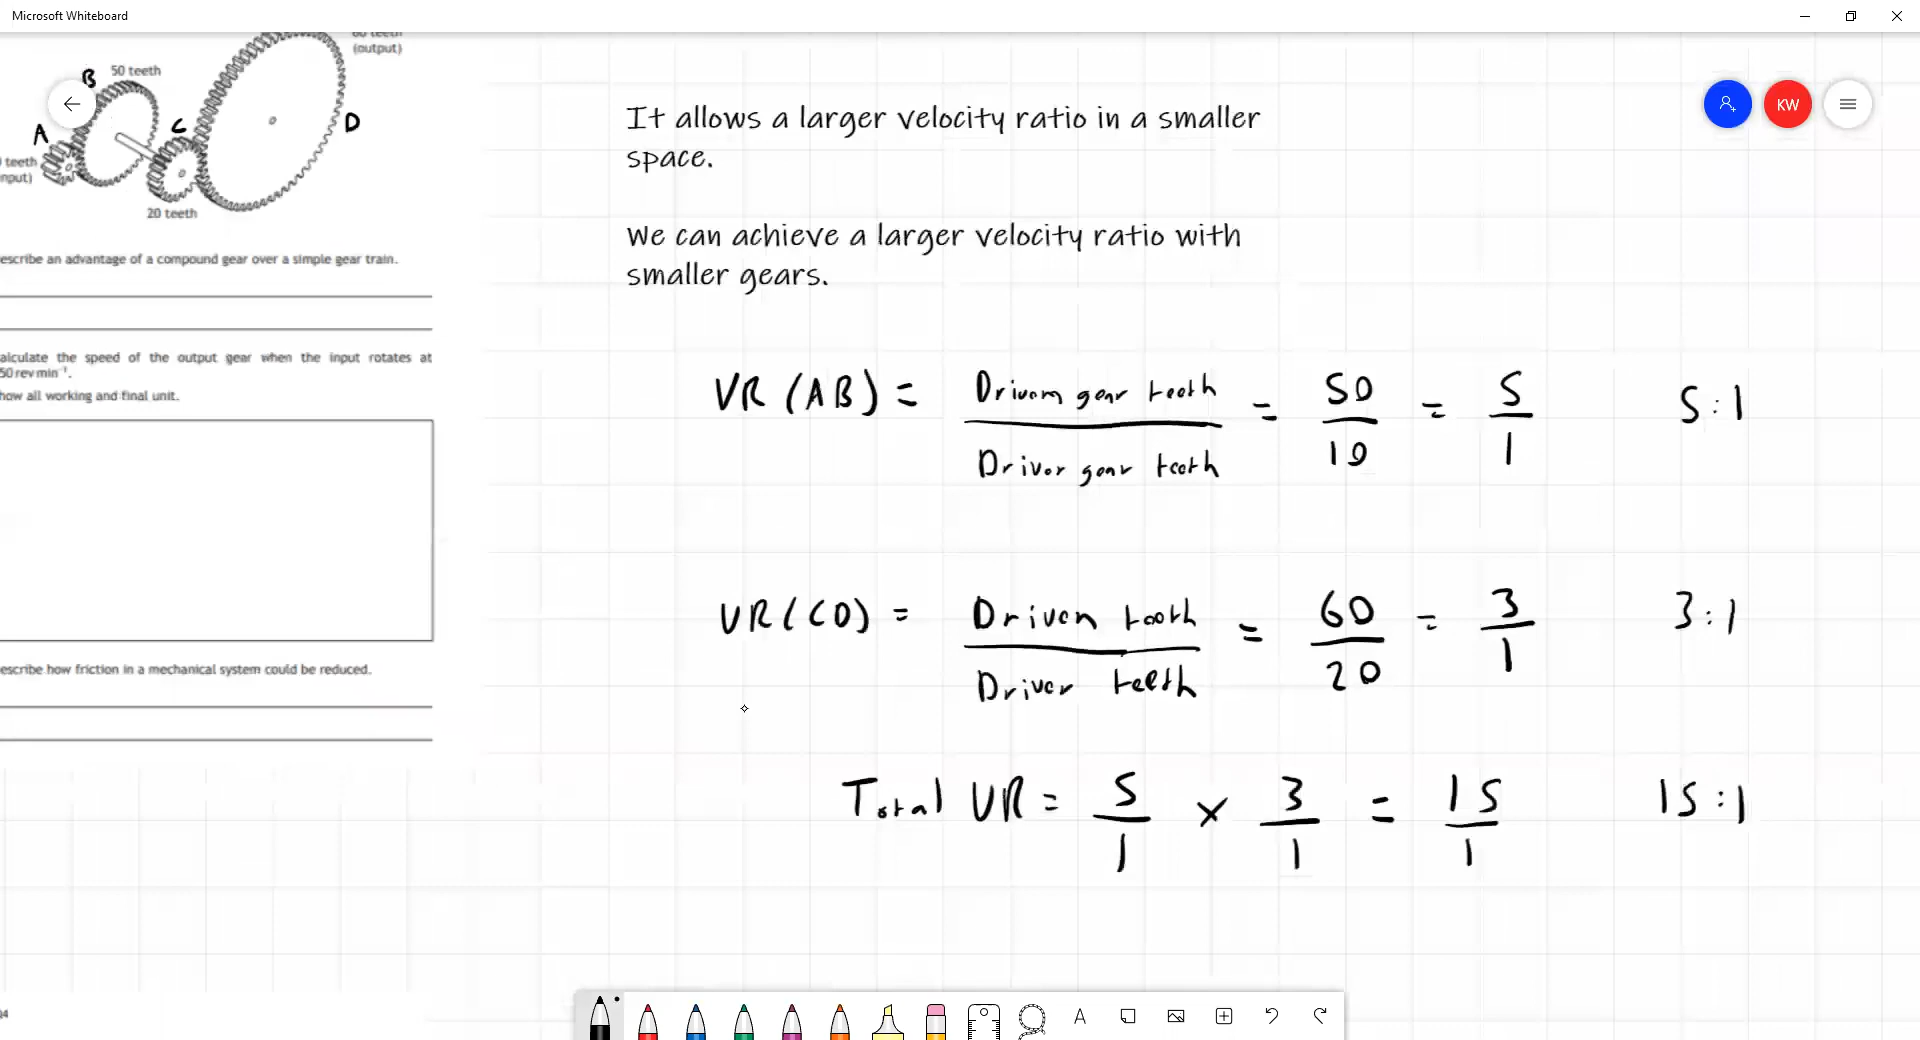 Microsoft Whiteboard
(output)
B
50 teeth
C
D
A
teeth
nput)
20 teeth
escribe an advantage of a compound gear over a simple gear train.
alculate the speed of the output gear when the input rotates at
50 rev min⁻¹.
how all working and final unit.
escribe how friction in a mechanical system could be reduced.
It allows a larger velocity ratio in a smaller
space.
We can achieve a larger velocity ratio with
smaller gears.
VR (AB) = Driven gear teeth / Driver gear teeth = 50 / 10 = 5 / 1 5 : 1
VR (CD) = Driven teeth / Driver teeth = 60 / 20 = 3 / 1 3 : 1
Total VR = 5 / 1 × 3 / 1 = 15 / 1 15 : 1
KW
A